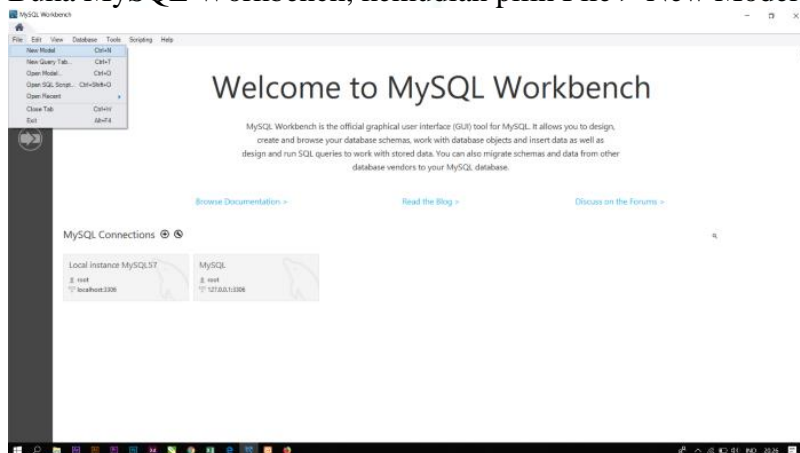 Buka MySQL Workbench, kemudian pilih File > New Model
MySQL Workbench
File Edit View Database Tools Scripting Help
New Model Ctrl+N
New Query Tab... Ctrl+T
Open Model... Ctrl+O
Open SQL Script... Ctrl+Shift+O
Open Recent
Close Tab Ctrl+W
Exit Alt+F4
Welcome to MySQL Workbench
MySQL Workbench is the official graphical user interface (GUI) tool for MySQL. It allows you to design,
create and browse your database schemas, work with database objects and insert data as well as
design and run SQL queries to work with stored data. You can also migrate schemas and data from other
database vendors to your MySQL database.
Browse Documentation >
Read the Blog >
Discuss on the Forums >
MySQL Connections
Local instance MySQL57
root
localhost:3306
MySQL
root
127.0.0.1:3306
IND 20.26